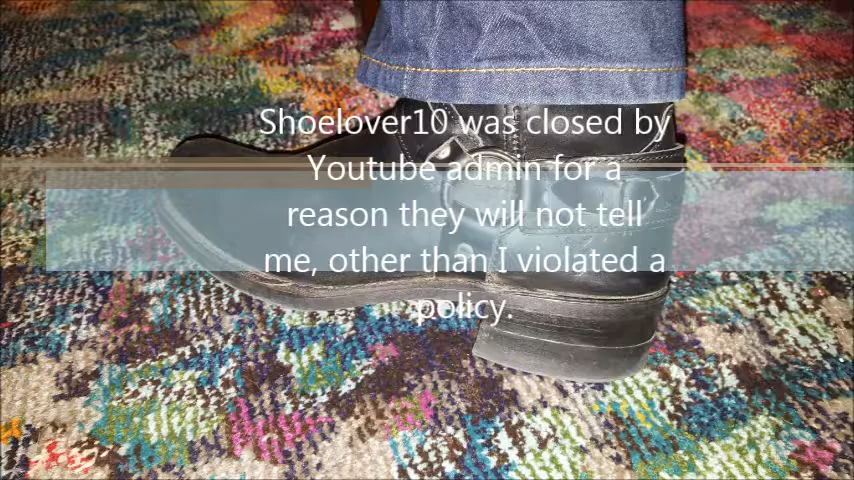 Shoelover10 was closed by
Youtube admin for a
reason they will not tell
me, other than I violated a
policy.